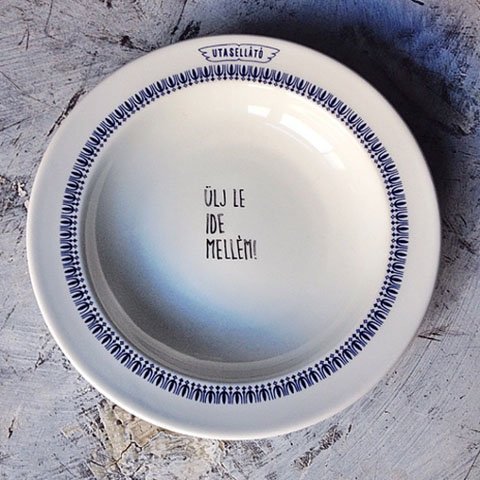 UTASELLÁTÓ
ÜLJ LE
IDE
MELLÉM!